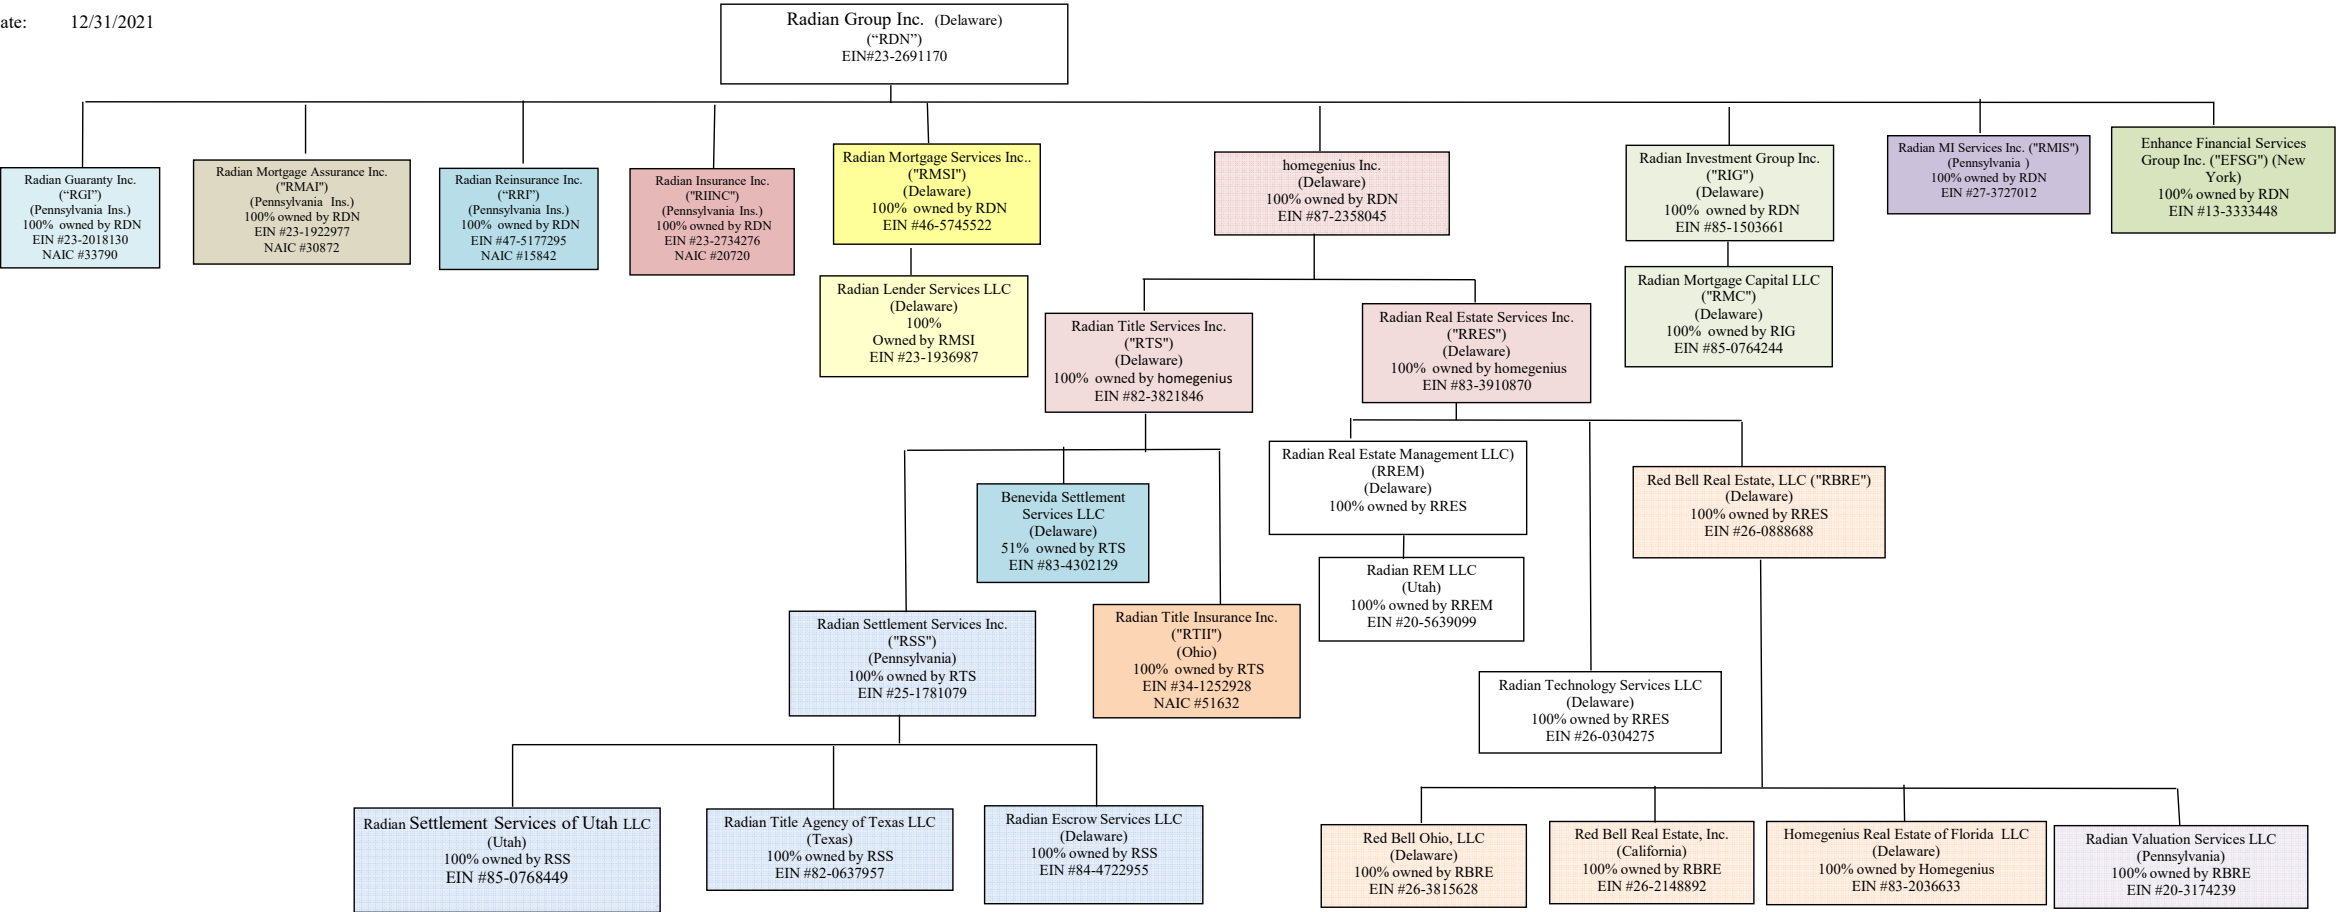 ate: 12/31/2021
Radian Group Inc. (Delaware)
(“RDN”)
EIN#23-2691170
Radian Guaranty Inc.
(“RGI”)
(Pennsylvania Ins.)
100% owned by RDN
EIN #23-2018130
NAIC #33790
Radian Mortgage Assurance Inc.
("RMAI")
(Pennsylvania Ins.)
100% owned by RDN
EIN #23-1922977
NAIC #30872
Radian Reinsurance Inc.
(“RRI”)
(Pennsylvania Ins.)
100% owned by RDN
EIN #47-5177295
NAIC #15842
Radian Insurance Inc.
("RIINC")
(Pennsylvania Ins.)
100% owned by RDN
EIN #23-2734276
NAIC #20720
Radian Mortgage Services Inc..
("RMSI")
(Delaware)
100% owned by RDN
EIN #46-5745522
homegenius Inc.
(Delaware)
100% owned by RDN
EIN #87-2358045
Radian Investment Group Inc.
("RIG")
(Delaware)
100% owned by RDN
EIN #85-1503661
Radian MI Services Inc. ("RMIS")
(Pennsylvania )
100% owned by RDN
EIN #27-3727012
Enhance Financial Services
Group Inc. ("EFSG") (New
York)
100% owned by RDN
EIN #13-3333448
Radian Lender Services LLC
(Delaware)
100%
Owned by RMSI
EIN #23-1936987
Radian Title Services Inc.
("RTS")
(Delaware)
100% owned by homegenius
EIN #82-3821846
Radian Real Estate Services Inc.
("RRES")
(Delaware)
100% owned by homegenius
EIN #83-3910870
Radian Mortgage Capital LLC
("RMC")
(Delaware)
100% owned by RIG
EIN #85-0764244
Benevida Settlement
Services LLC
(Delaware)
51% owned by RTS
EIN #83-4302129
Radian Real Estate Management LLC)
(RREM)
(Delaware)
100% owned by RRES
Red Bell Real Estate, LLC ("RBRE")
(Delaware)
100% owned by RRES
EIN #26-0888688
Radian REM LLC
(Utah)
100% owned by RREM
EIN #20-5639099
Radian Settlement Services Inc.
("RSS")
(Pennsylvania)
100% owned by RTS
EIN #25-1781079
Radian Title Insurance Inc.
("RTII")
(Ohio)
100% owned by RTS
EIN #34-1252928
NAIC #51632
Radian Technology Services LLC
(Delaware)
100% owned by RRES
EIN #26-0304275
Radian Settlement Services of Utah LLC
(Utah)
100% owned by RSS
EIN #85-0768449
Radian Title Agency of Texas LLC
(Texas)
100% owned by RSS
EIN #82-0637957
Radian Escrow Services LLC
(Delaware)
100% owned by RSS
EIN #84-4722955
Red Bell Ohio, LLC
(Delaware)
100% owned by RBRE
EIN #26-3815628
Red Bell Real Estate, Inc.
(California)
100% owned by RBRE
EIN #26-2148892
Homegenius Real Estate of Florida LLC
(Delaware)
100% owned by Homegenius
EIN #83-2036633
Radian Valuation Services LLC
(Pennsylvania)
100% owned by RBRE
EIN #20-3174239